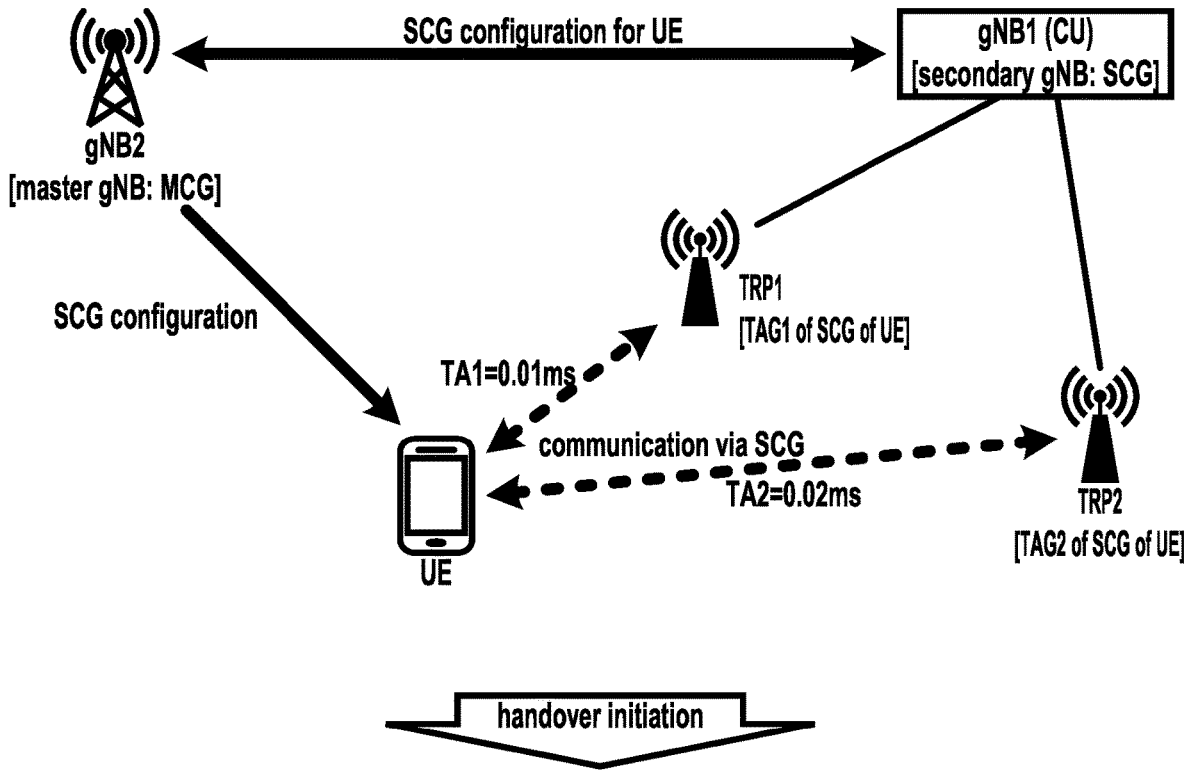 SCG configuration for UE
gNB1 (CU)
[secondary gNB: SCG]
gNB2
[master gNB: MCG]
SCG configuration
TRP1
[TAG1 of SCG of UE]
TA1=0.01ms
communication via SCG
TA2=0.02ms
TRP2
[TAG2 of SCG of UE]
UE
handover initiation